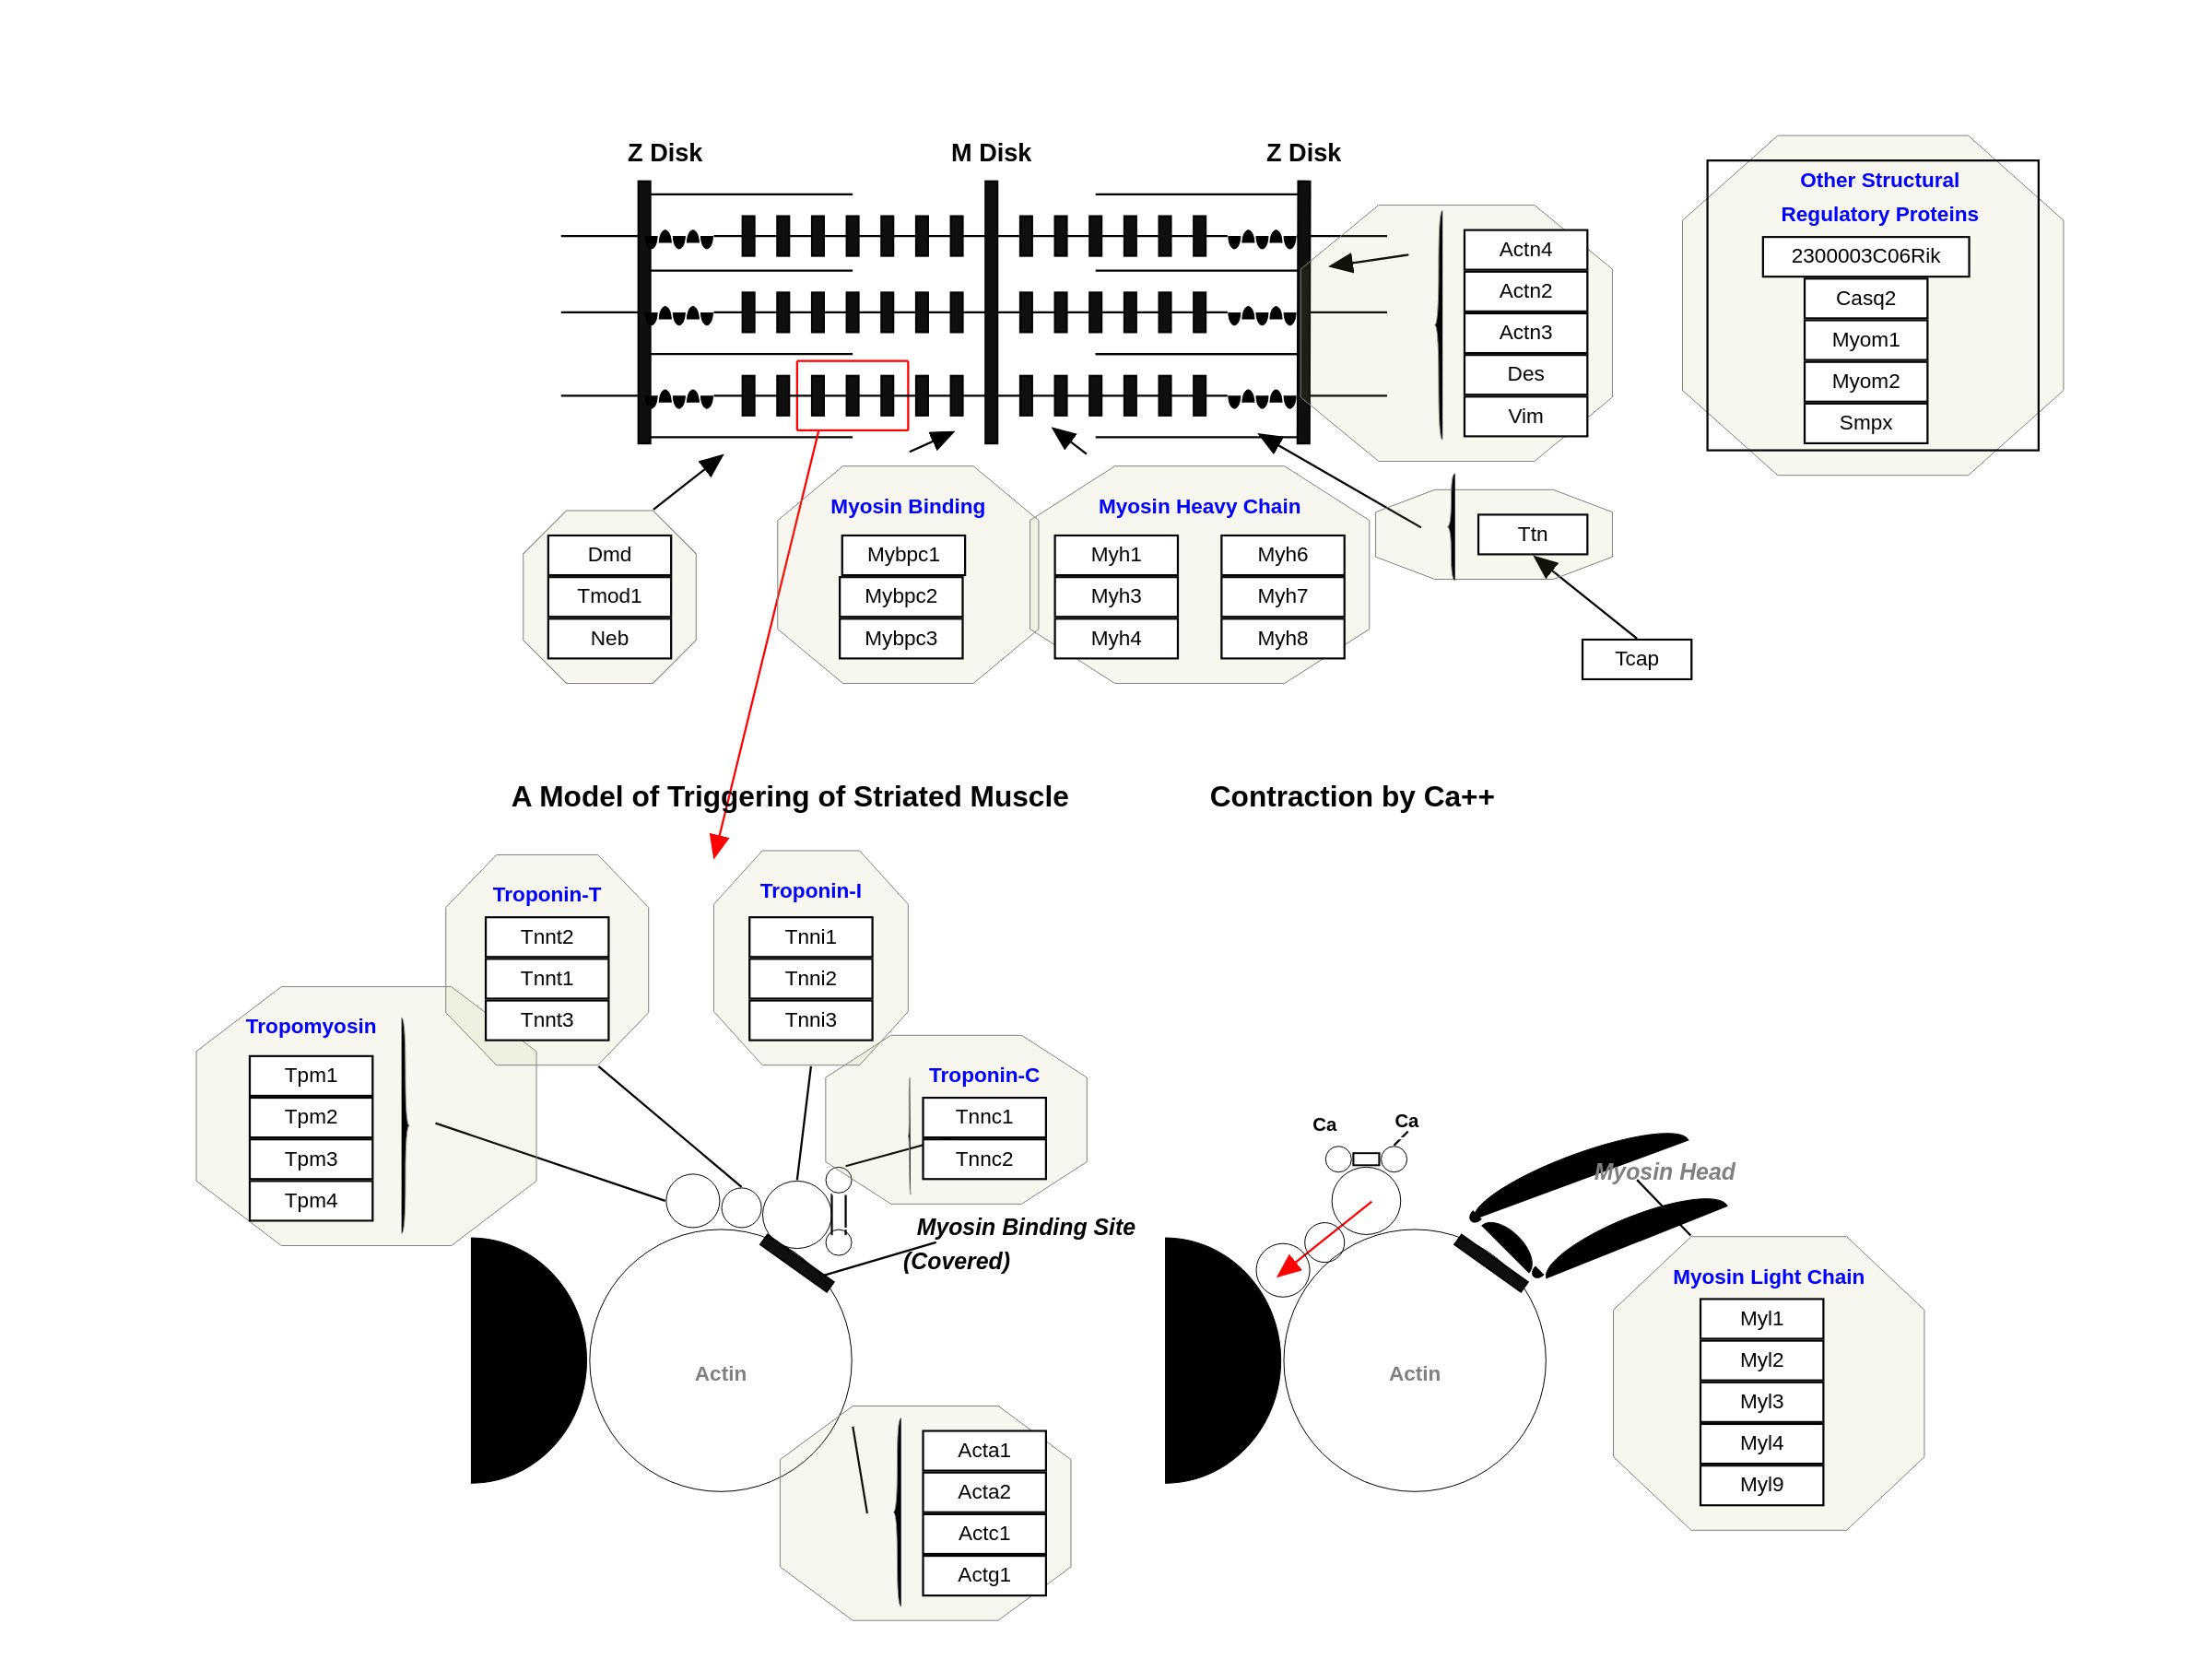 Z Disk
M Disk
Z Disk
Other Structural
Regulatory Proteins
2300003C06Rik
Casq2
Myom1
Myom2
Smpx
Actn4
Actn2
Actn3
Des
Vim
Ttn
Tcap
Dmd
Tmod1
Neb
Myosin Binding
Mybpc1
Mybpc2
Mybpc3
Myosin Heavy Chain
Myh1
Myh3
Myh4
Myh6
Myh7
Myh8
A Model of Triggering of Striated Muscle Contraction by Ca++
Troponin-T
Tnnt2
Tnnt1
Tnnt3
Troponin-I
Tnni1
Tnni2
Tnni3
Tropomyosin
Tpm1
Tpm2
Tpm3
Tpm4
Troponin-C
Tnnc1
Tnnc2
Myosin Binding Site
(Covered)
Actin
Acta1
Acta2
Actc1
Actg1
Ca
Ca
Myosin Head
Actin
Myosin Light Chain
Myl1
Myl2
Myl3
Myl4
Myl9